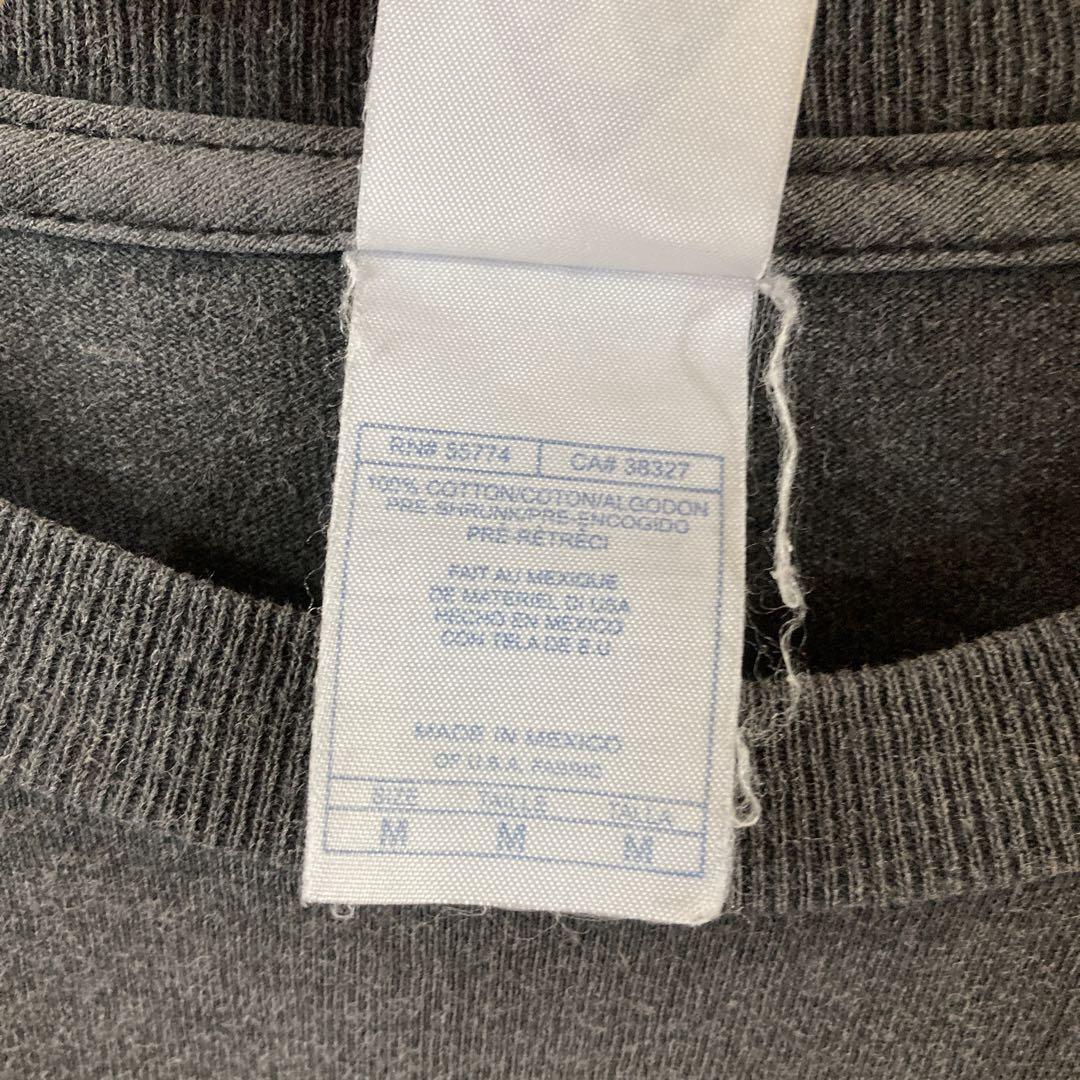 RN# 55774 CA# 38327
100% COTTON/COTON/ALGODON
PRE-SHRUNK/PRE-ENCOGIDO
PRÉ-RÉTRÉCI
FAIT AU MEXIQUE
DE MATERIEL DI USA
HECHO EN MÉXICO
CON TELA DE E.U
MADE IN MEXICO
OF U.S.A. FABRIC
SIZE TAILLE TALLA
M M M